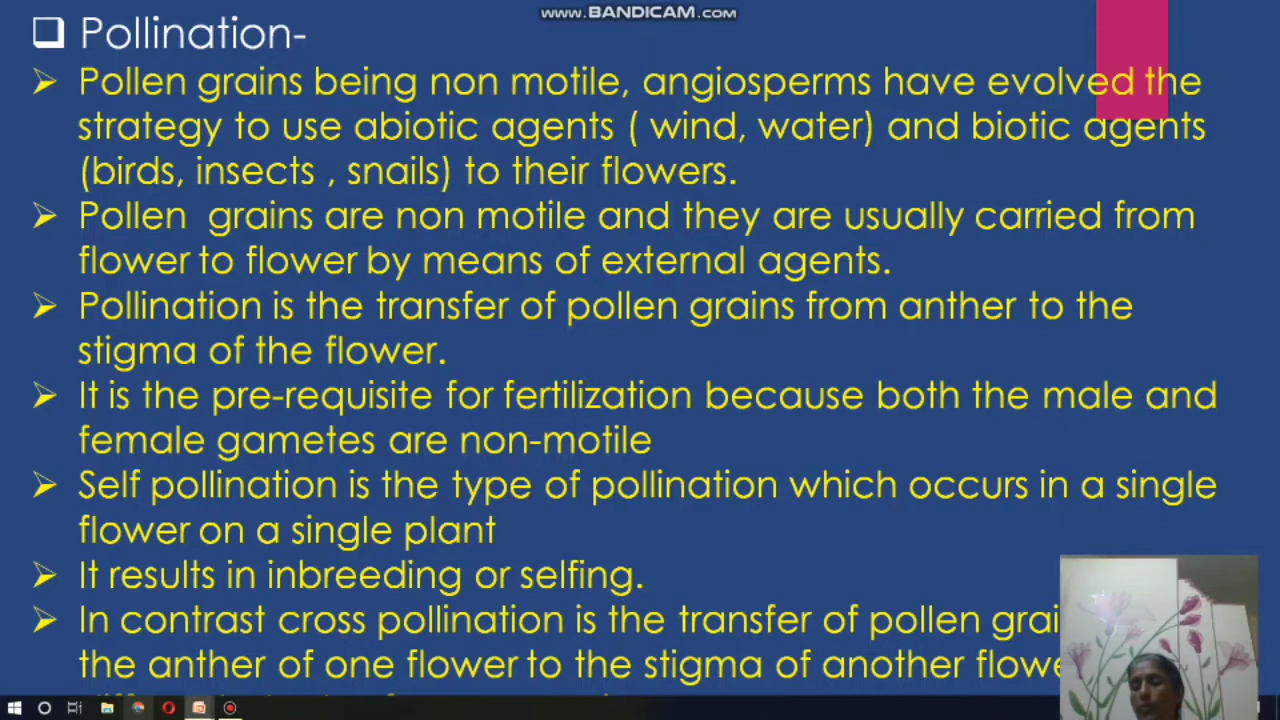 www.BANDICAM.com
❑ Pollination-
➢ Pollen grains being non motile, angiosperms have evolved the
strategy to use abiotic agents ( wind, water) and biotic agents
(birds, insects , snails) to their flowers.
➢ Pollen grains are non motile and they are usually carried from
flower to flower by means of external agents.
➢ Pollination is the transfer of pollen grains from anther to the
stigma of the flower.
➢ It is the pre-requisite for fertilization because both the male and
female gametes are non-motile
➢ Self pollination is the type of pollination which occurs in a single
flower on a single plant
➢ It results in inbreeding or selfing.
➢ In contrast cross pollination is the transfer of pollen grai
the anther of one flower to the stigma of another flowe